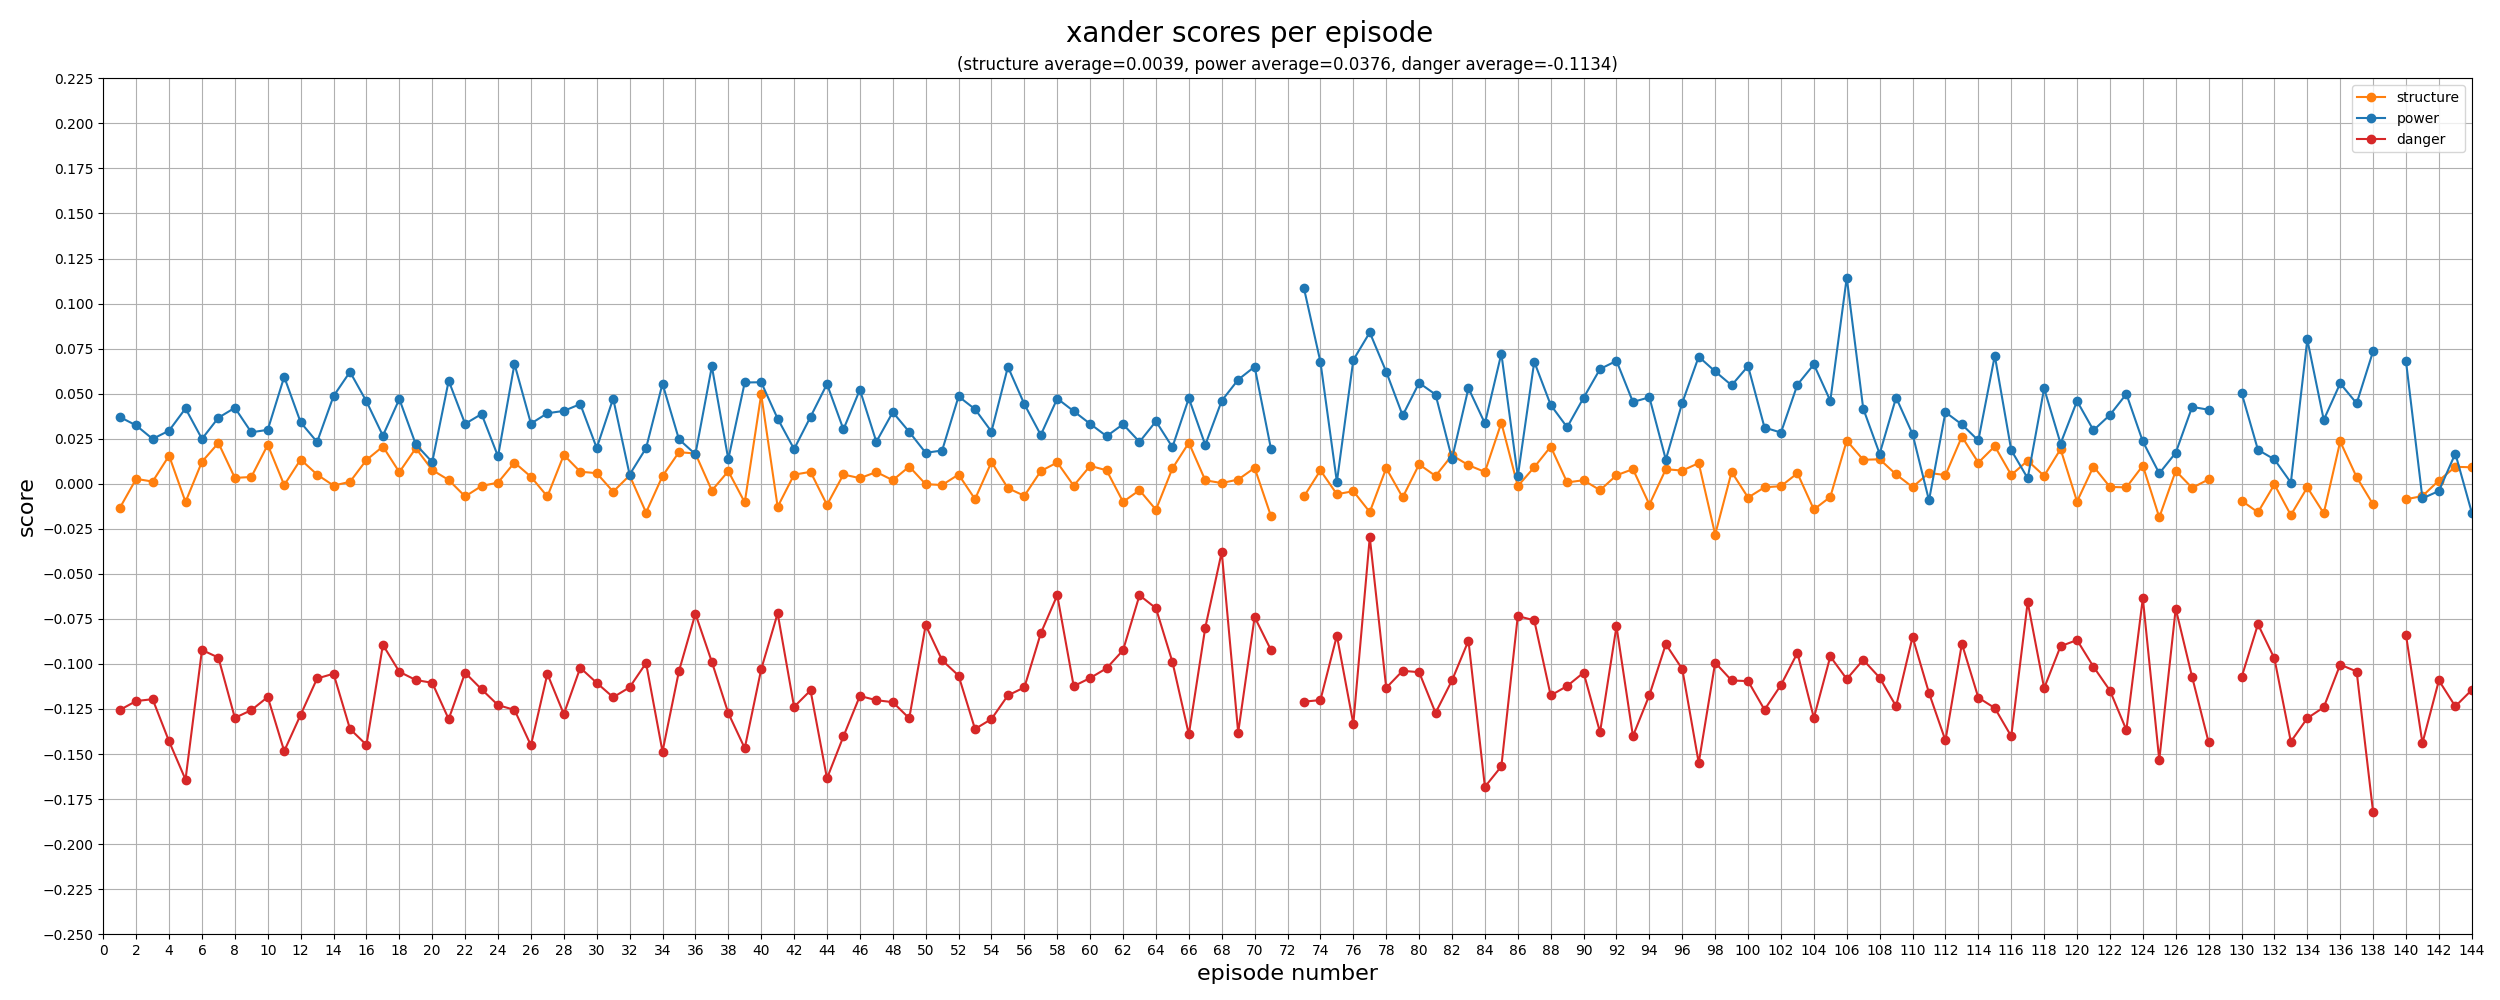 xander scores per episode
(structure average=0.0039, power average=0.0376, danger average=-0.1134)
structure
power
danger
score
0.225
0.200
0.175
0.150
0.125
0.100
0.075
0.050
0.025
0.000
−0.025
−0.050
−0.075
−0.100
−0.125
−0.150
−0.175
−0.200
−0.225
−0.250
0 2 4 6 8 10 12 14 16 18 20 22 24 26 28 30 32 34 36 38 40 42 44 46 48 50 52 54 56 58 60 62 64 66 68 70 72 74 76 78 80 82 84 86 88 90 92 94 96 98 100 102 104 106 108 110 112 114 116 118 120 122 124 126 128 130 132 134 136 138 140 142 144
episode number